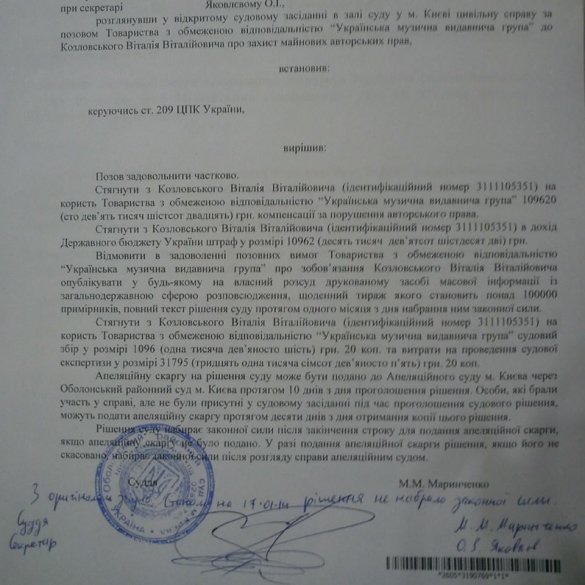 при секретарі Яковлєвому О.І.,
розглянувши у відкритому судовому засіданні в залі суду у м. Києві цивільну справу за
позовом Товариства з обмеженою відповідальністю “Українська музична видавнича група” до
Козловського Віталія Віталійовича про захист майнових авторських прав,
встановив:
керуючись ст. 209 ЦПК України,
вирішив:
Позов задовольнити частково.
Стягнути з Козловського Віталія Віталійовича (ідентифікаційний номер 3111105351) на
користь Товариства з обмеженою відповідальністю “Українська музична видавнича група” 109620
(сто дев’ять тисяч шістсот двадцять) грн. компенсації за порушення авторського права.
Стягнути з Козловського Віталія Віталійовича (ідентифікаційний номер 3111105351) в доход
Державного бюджету України штраф у розмірі 10962 (десять тисяч дев’ятсот шістдесят дві) грн.
Відмовити в задоволенні позовних вимог Товариства з обмеженою відповідальністю
“Українська музична видавнича група” про зобов’язання Козловського Віталія Віталійовича
опублікувати у будь-якому на власний розсуд друкованому засобі масової інформації із
загальнодержавною сферою розповсюдження, щоденний тираж якого становить понад 100000
примірників, повний текст рішення суду протягом одного місяця з дня набрання ним законної сили.
Стягнути з Козловського Віталія Віталійовича (ідентифікаційний номер 3111105351) на
користь Товариства з обмеженою відповідальністю “Українська музична видавнича група” судовий
збір у розмірі 1096 (одна тисяча дев’яносто шість) грн. 20 коп. та витрати на проведення судової
експертизи у розмірі 31795 (тридцять одна тисяча сімсот дев’яносто п’ять) грн. 20 коп.
Апеляційну скаргу на рішення суду може бути подано до Апеляційного суду м. Києва через
Оболонський районний суд м. Києва протягом 10 днів з дня проголошення рішення. Особи, які брали
участь у справі, але не були присутні у судовому засіданні під час проголошення судового рішення,
можуть подати апеляційну скаргу протягом десяти днів з дня отримання копії цього рішення.
Рішення суду набирає законної сили після закінчення строку для подання апеляційної скарги,
якщо апеляційну скаргу не було подано. У разі подання апеляційної скарги рішення, якщо його не
скасовано, набирає законної сили після розгляду справи апеляційним судом.
Суддя М.М. Маринченко
З оригіналом згідно. Станом на рішення не набрало законної сили.
Суддя М. М. Маринченко
Секретар О.І. Яковлєв
*2605*3190769*1*1*
УКРАЇНА